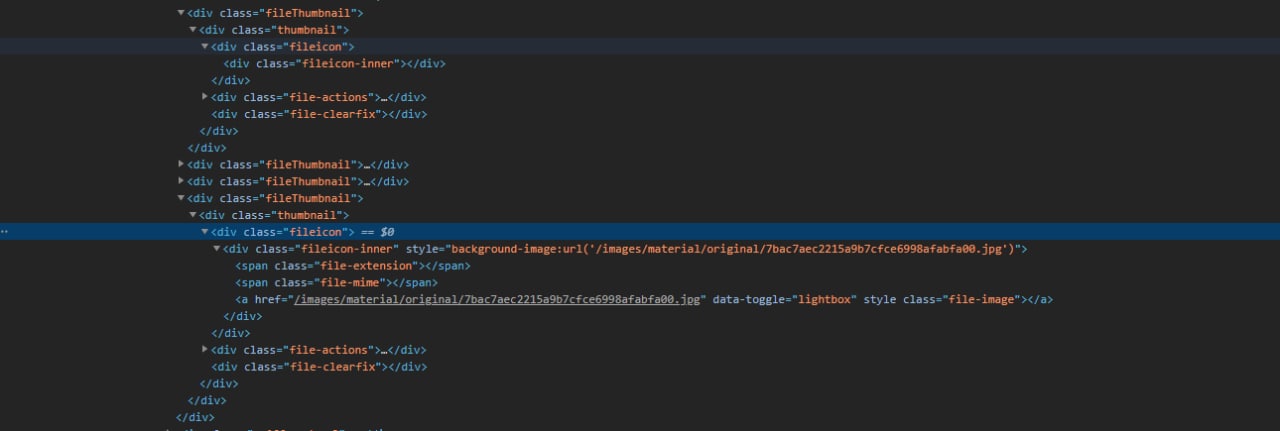 ▼<div class="fileThumbnail">
▼<div class="thumbnail">
▼<div class="fileicon">
<div class="fileicon-inner"></div>
</div>
▶<div class="file-actions">…</div>
<div class="file-clearfix"></div>
</div>
</div>
▶<div class="fileThumbnail">…</div>
▶<div class="fileThumbnail">…</div>
▼<div class="fileThumbnail">
▼<div class="thumbnail">
▼<div class="fileicon"> == $0
▼<div class="fileicon-inner" style="background-image:url('/images/material/original/7bac7aec2215a9b7cfce6998afabfa00.jpg')">
<span class="file-extension"></span>
<span class="file-mime"></span>
<a href="/images/material/original/7bac7aec2215a9b7cfce6998afabfa00.jpg" data-toggle="lightbox" style class="file-image"></a>
</div>
</div>
▶<div class="file-actions">…</div>
<div class="file-clearfix"></div>
</div>
</div>
</div>